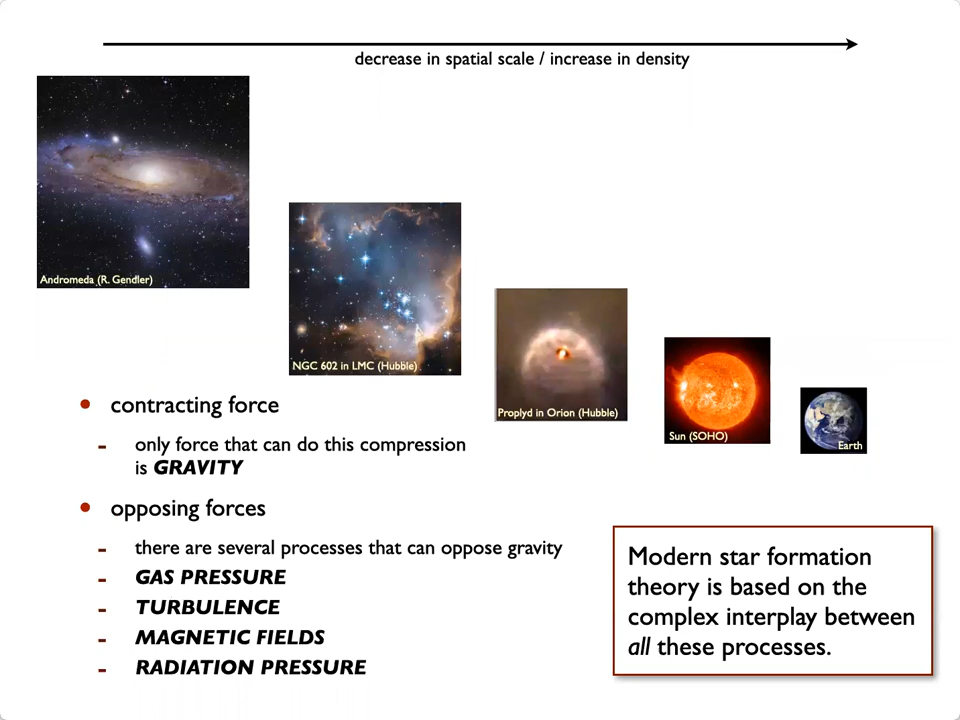 decrease in spatial scale / increase in density
Andromeda (R. Gendler)
NGC 602 in LMC (Hubble)
Proplyd in Orion (Hubble)
Sun (SOHO)
Earth
• contracting force
- only force that can do this compression
is GRAVITY
• opposing forces
- there are several processes that can oppose gravity
- GAS PRESSURE
- TURBULENCE
- MAGNETIC FIELDS
- RADIATION PRESSURE
Modern star formation
theory is based on the
complex interplay between
all these processes.